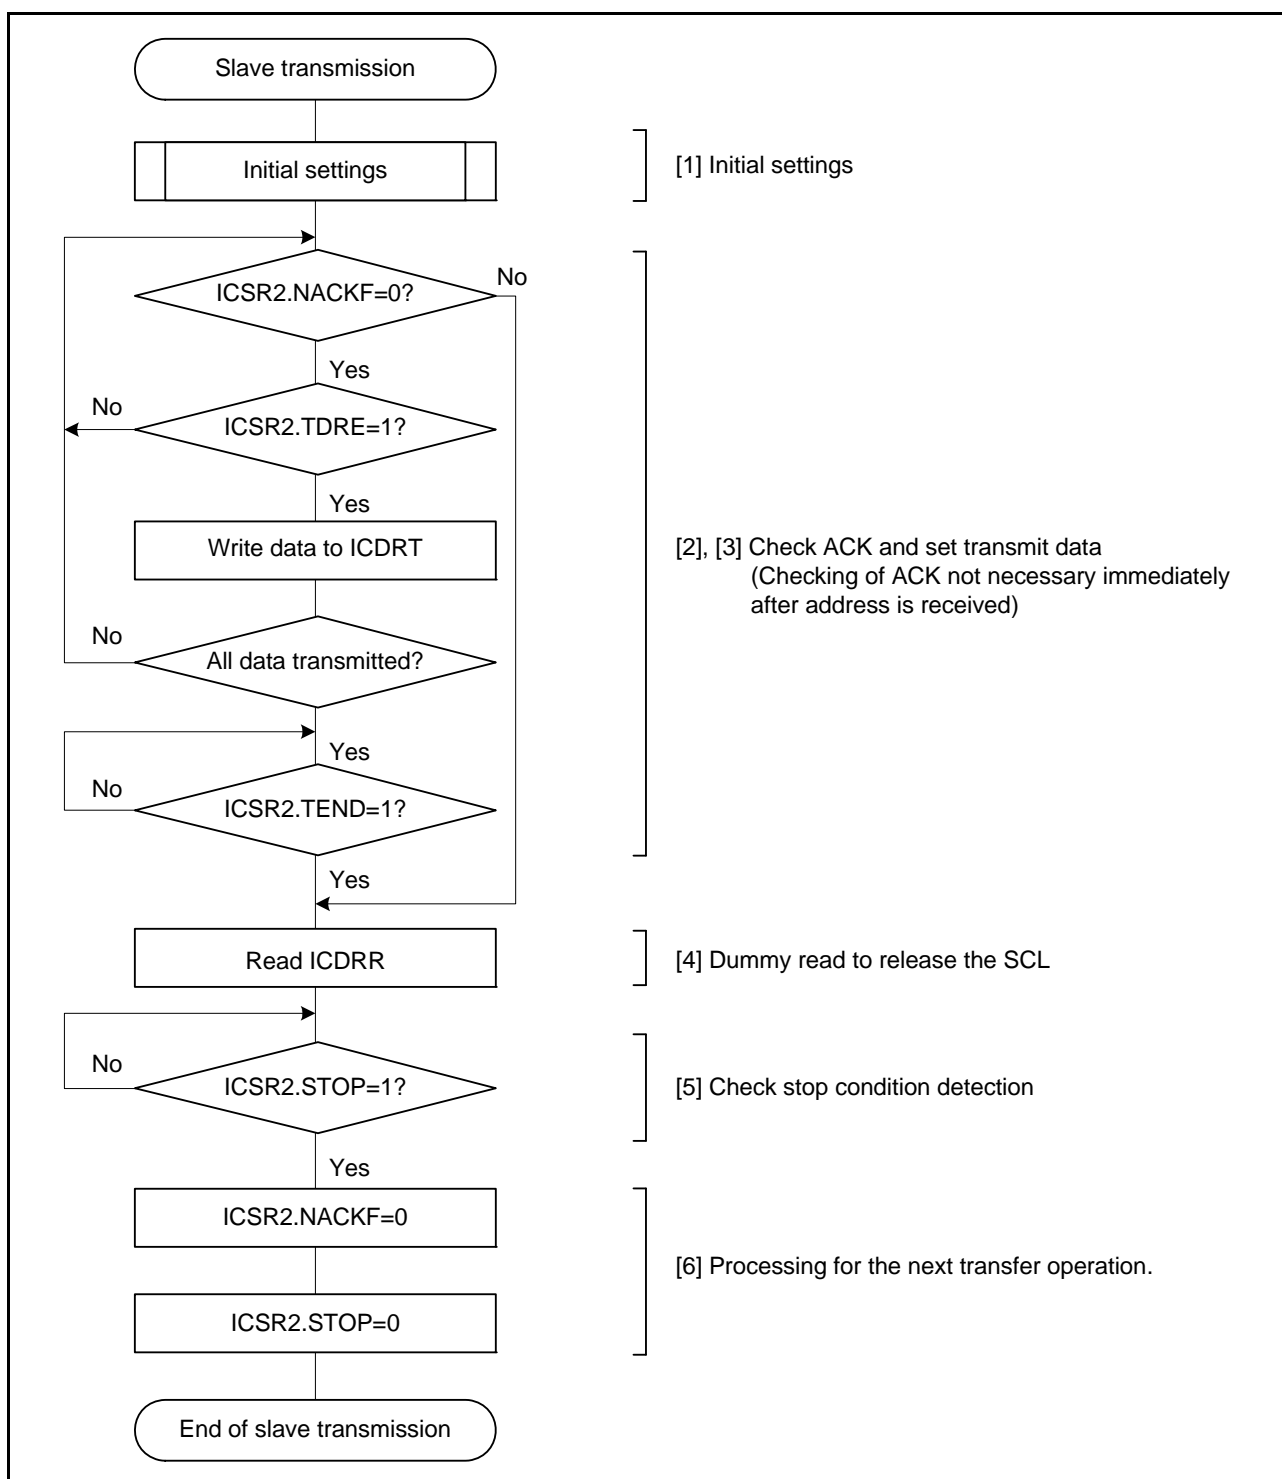 Slave transmission
Initial settings
[1] Initial settings
ICSR2.NACKF=0?
No
Yes
No
ICSR2.TDRE=1?
Yes
Write data to ICDRT
[2], [3] Check ACK and set transmit data
(Checking of ACK not necessary immediately
after address is received)
No
All data transmitted?
Yes
No
ICSR2.TEND=1?
Yes
Read ICDRR
[4] Dummy read to release the SCL
No
ICSR2.STOP=1?
[5] Check stop condition detection
Yes
ICSR2.NACKF=0
[6] Processing for the next transfer operation.
ICSR2.STOP=0
End of slave transmission